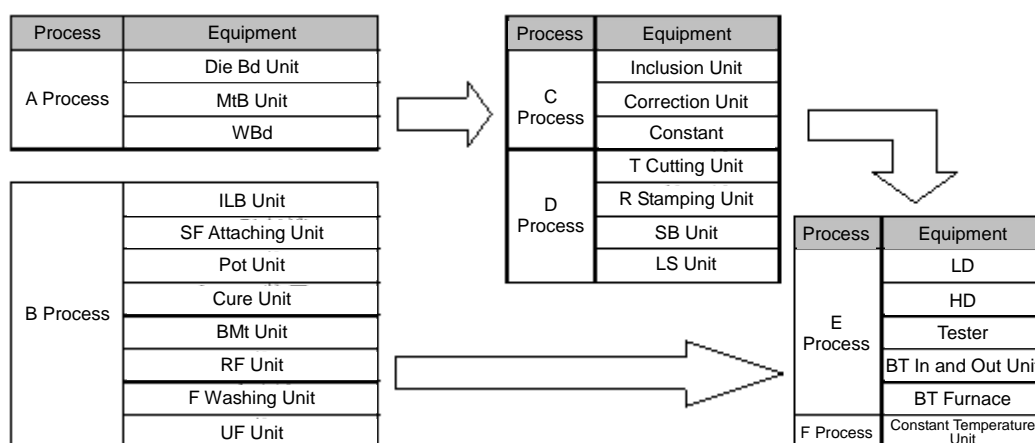 Process Equipment
A Process
Die Bd Unit
MtB Unit
WBd
B Process
ILB Unit
SF Attaching Unit
Pot Unit
Cure Unit
BMt Unit
RF Unit
F Washing Unit
UF Unit
Process Equipment
C
Process
Inclusion Unit
Correction Unit
Constant
D
Process
T Cutting Unit
R Stamping Unit
SB Unit
LS Unit
Process Equipment
E
Process
LD
HD
Tester
BT In and Out Unit
BT Furnace
F Process
Constant Temperature
Unit